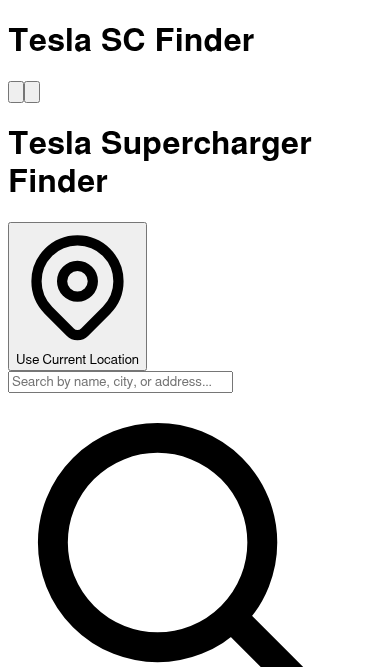 Tesla SC Finder
Tesla Supercharger
Finder
Use Current Location
Search by name, city, or address...